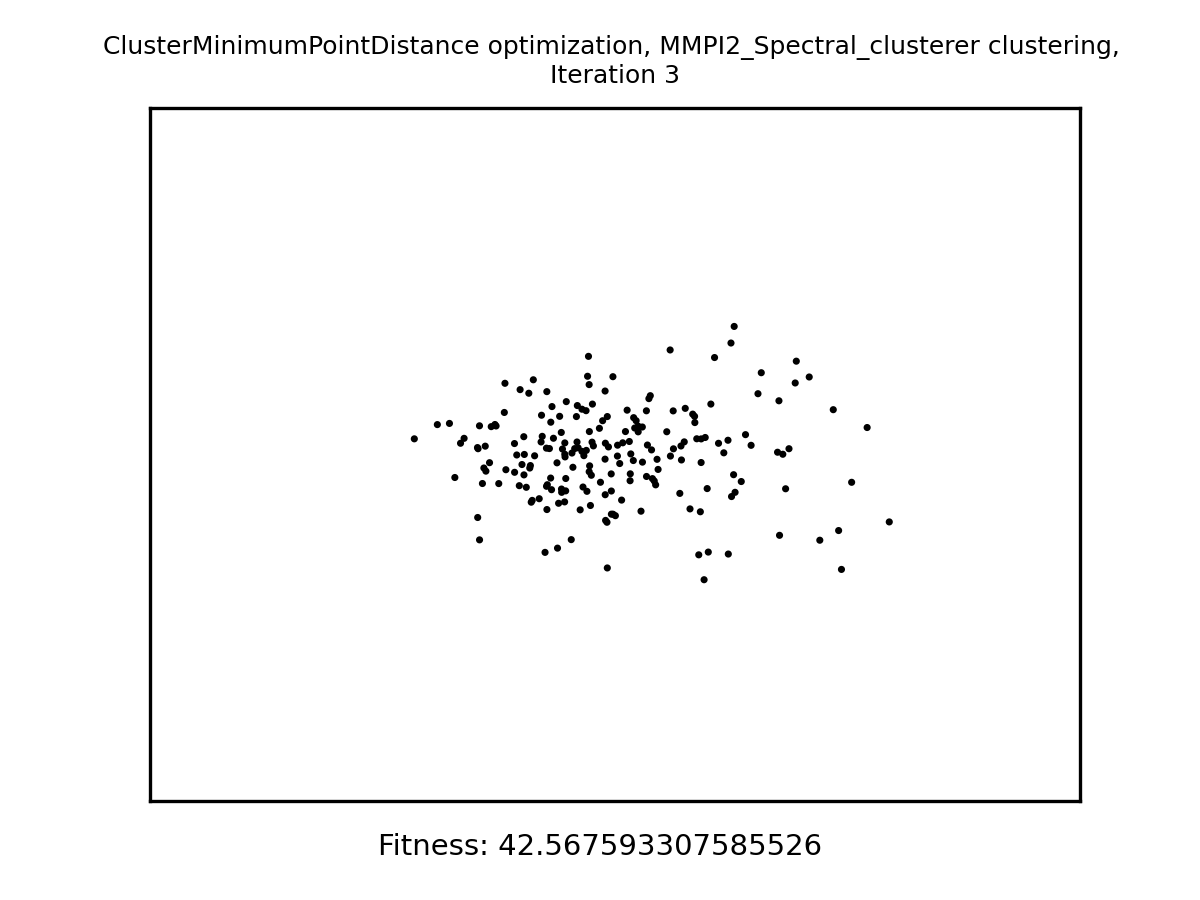 ClusterMinimumPointDistance optimization, MMPI2_Spectral_clusterer clustering,
Iteration 3
Fitness: 42.567593307585526